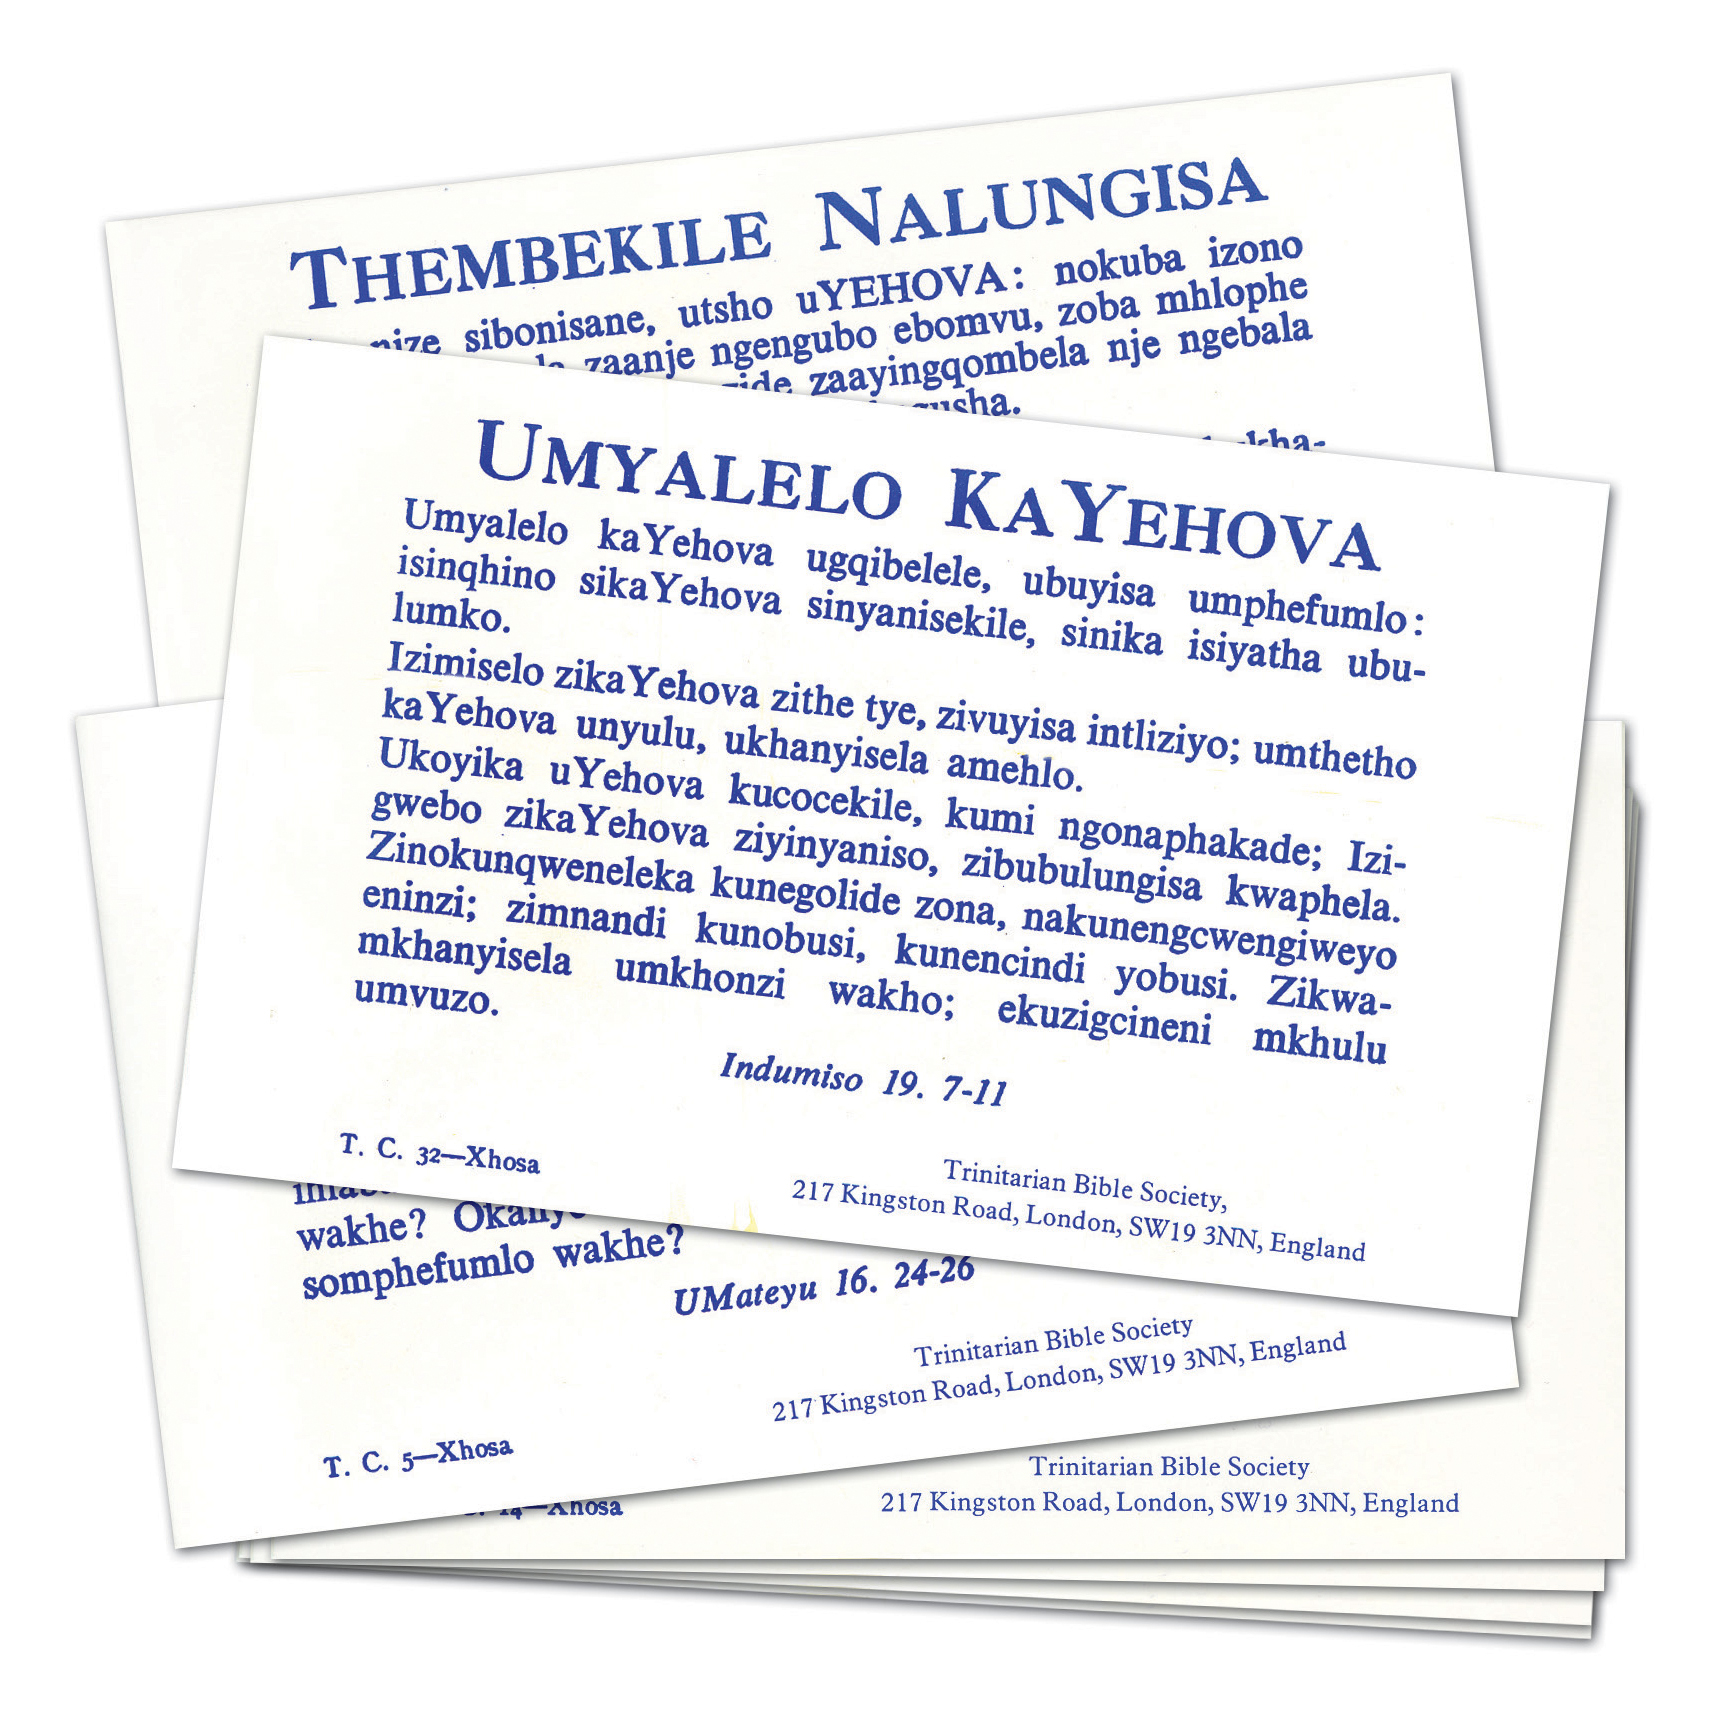 THEMBEKILE NALUNGISA
sibonisane, utsho uYEHOVA: nokuba izono
zaanje ngengubo ebomvu, zoba mhlophe
zaayingqombela nje ngebala
UMYALELO KAYEHOVA
Umyalelo kaYehova ugqibelele, ubuyisa umphefumlo:
isinqhino sikaYehova sinyanisekile, sinika isiyatha ubu-
lumko.
Izimiselo zikaYehova zithe tye, zivuyisa intliziyo; umthetho
kaYehova unyulu, ukhanyisela amehlo.
Ukoyika uYehova kucocekile, kumi ngonaphakade; Izi-
gwebo zikaYehova ziyinyaniso, zibubulungisa kwaphela.
Zinokunqweneleka kunegolide zona, nakunengcwengiweyo
eninzi; zimnandi kunobusi, kunencindi yobusi. Zikwa-
mkhanyisela umkhonzi wakho; ekuzigcineni mkhulu
umvuzo.
Indumiso 19. 7-11
T. C. 32—Xhosa
Trinitarian Bible Society,
217 Kingston Road, London, SW19 3NN, England
wakhe?
somphefumlo wakhe?
UMateyu 16. 24-26
Trinitarian Bible Society
217 Kingston Road, London, SW19 3NN, England
T. C. 5—Xhosa
14—Xhosa
Trinitarian Bible Society
217 Kingston Road, London, SW19 3NN, England